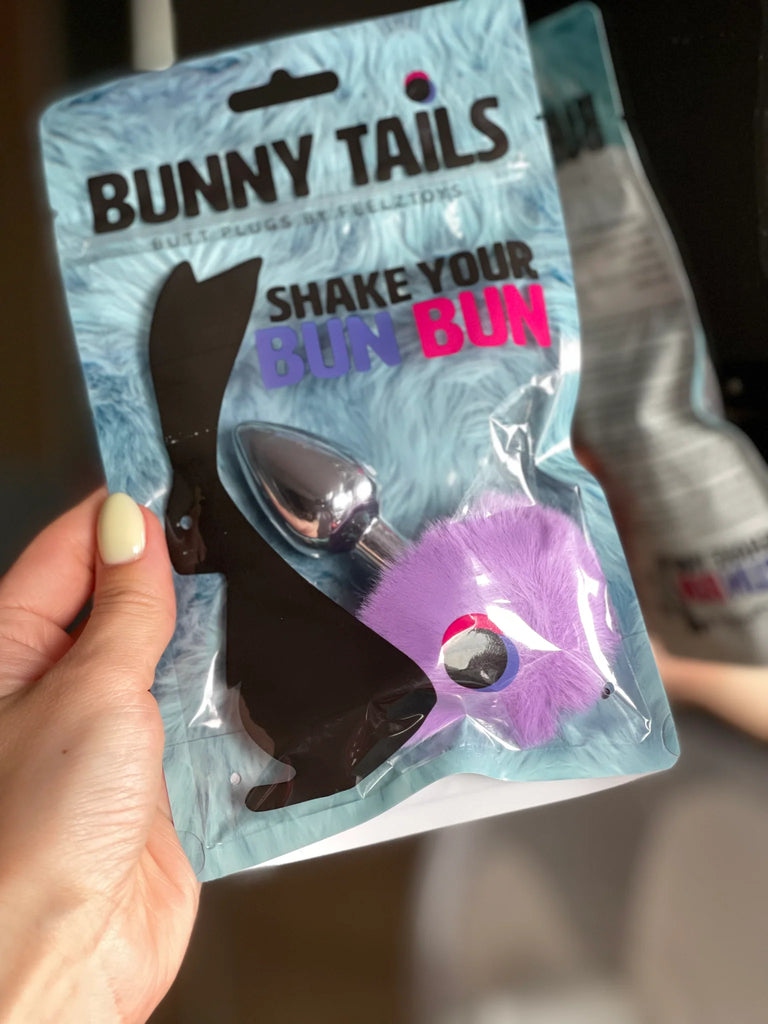 BUNNY TAILS
BUTT PLUGS BY FEELZTOYS
SHAKE YOUR
BUN BUN